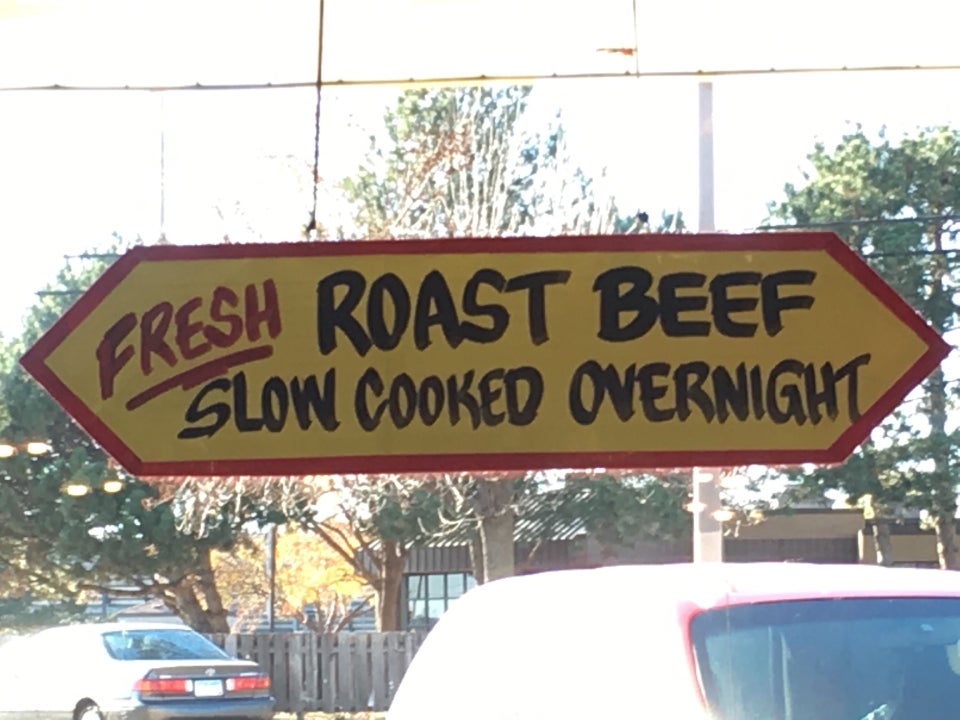 FRESH ROAST BEEF
SLOW COOKED OVERNIGHT